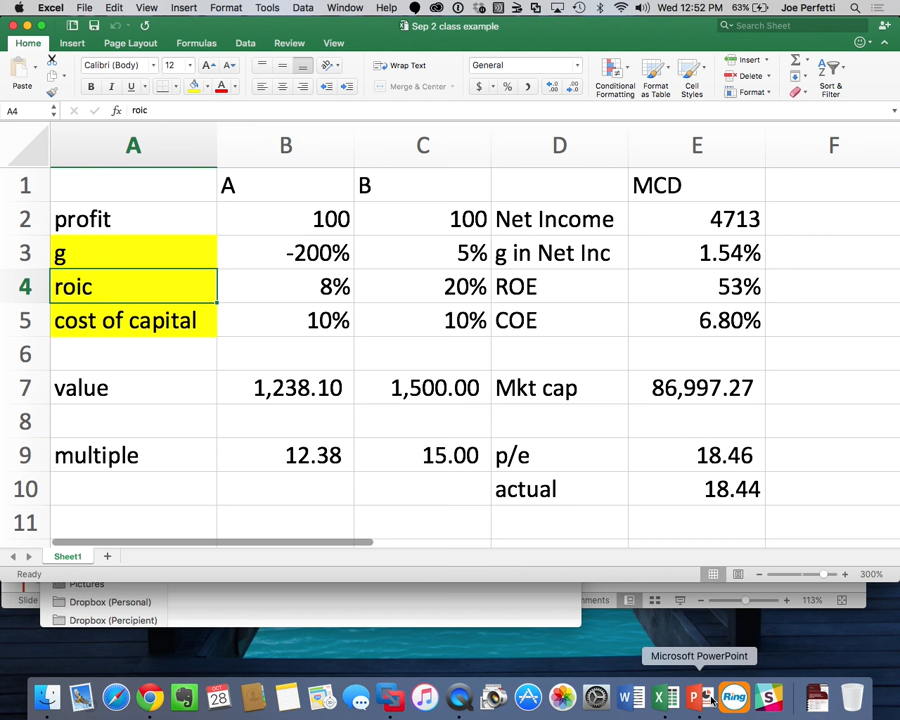 Excel File Edit View Insert Format Tools Data Window Help 63% Wed 12:52 PM Joe Perfetti
Sep 2 class example Search Sheet
Home Insert Page Layout Formulas Data Review View
Paste Calibri (Body) 12 Wrap Text General Conditional Formatting Format as Table Cell Styles Insert Sort & Filter
B I U Merge & Center $ % Delete
Format
A4 fx roic
A B C D E F
1 A B MCD
2 profit 100 100 Net Income 4713
3 g -200% 5% g in Net Inc 1.54%
4 roic 8% 20% ROE 53%
5 cost of capital 10% 10% COE 6.80%
6
7 value 1,238.10 1,500.00 Mkt cap 86,997.27
8
9 multiple 12.38 15.00 p/e 18.46
10 actual 18.44
11
Sheet1 +
Ready 300%
Pictures
Slide Dropbox (Personal) mments 113%
Dropbox (Percipient)
Microsoft PowerPoint
OCT
28
Ring